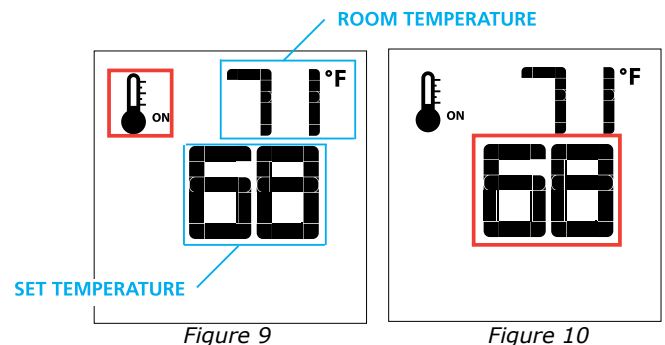 ROOM TEMPERATURE
71 °F
ON
68
SET TEMPERATURE
Figure 9
71 °F
ON
68
Figure 10